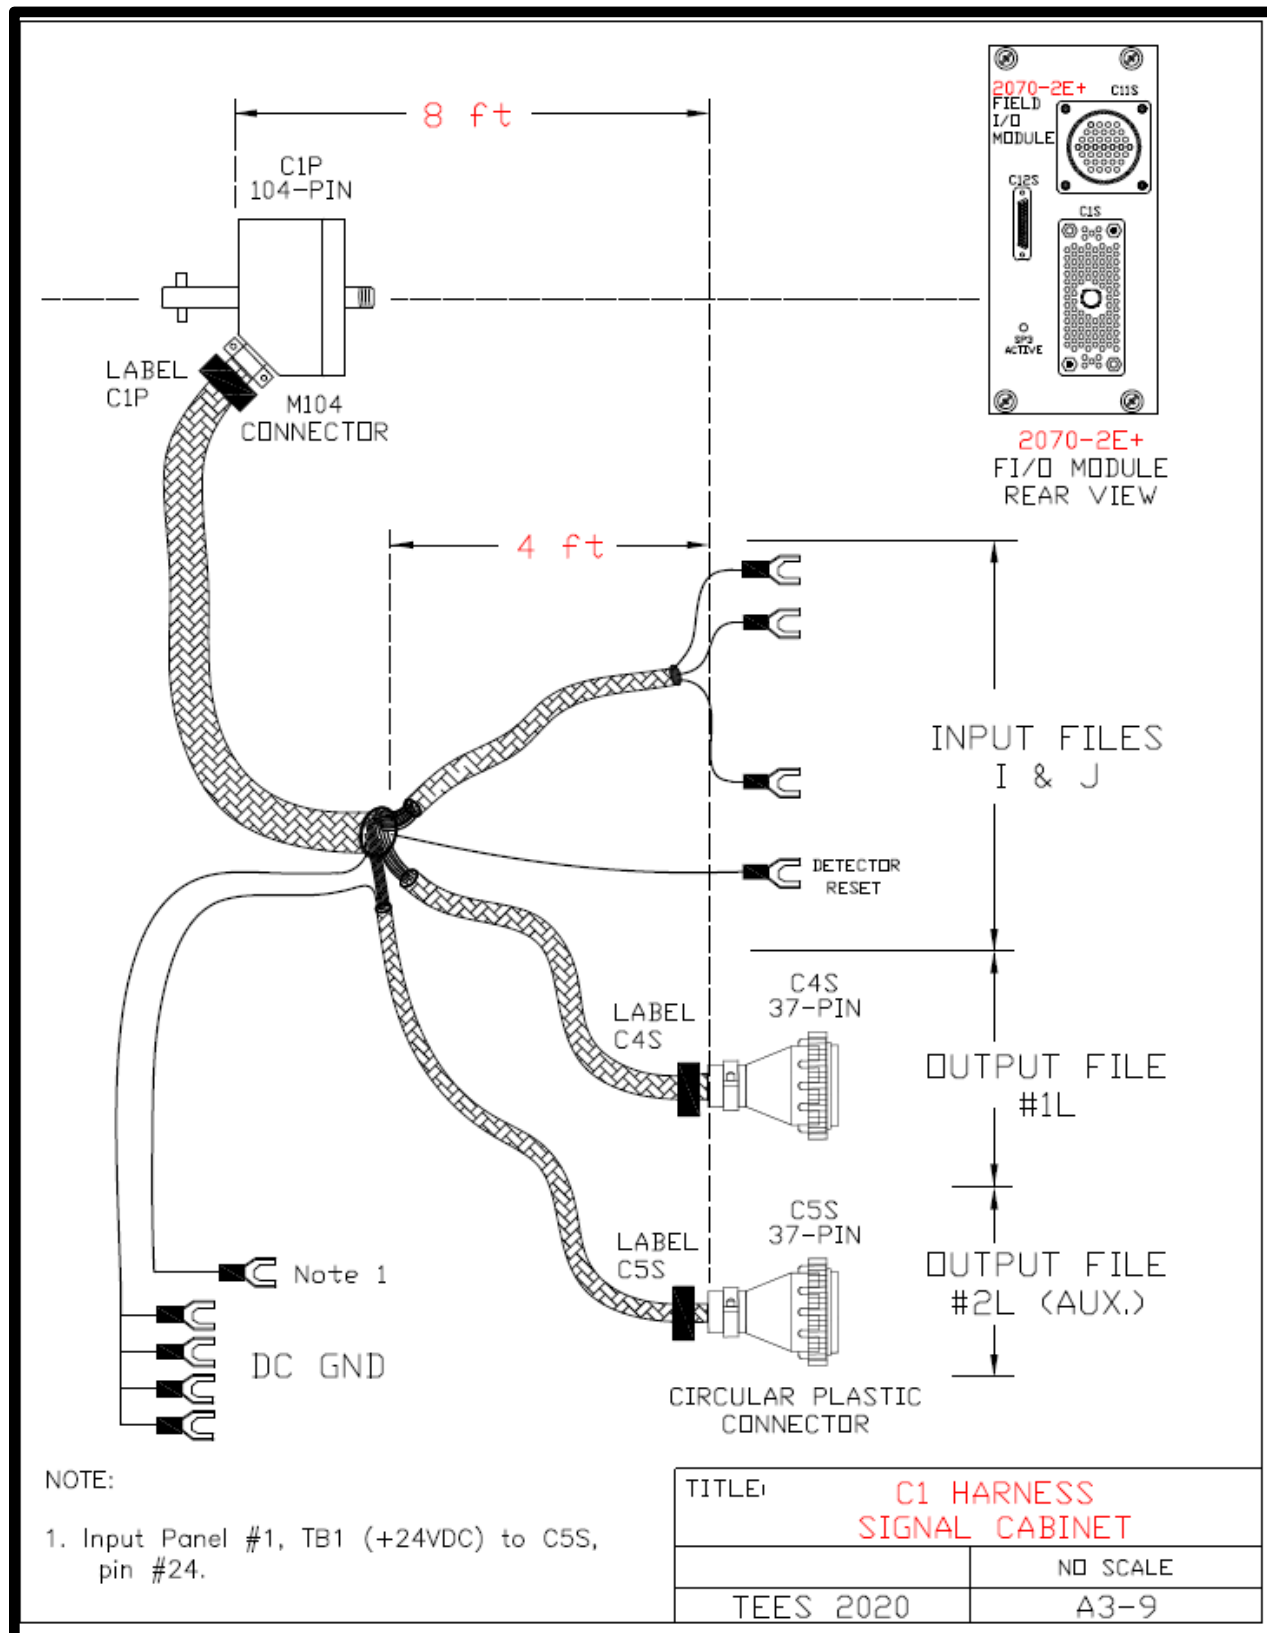 8 ft
C1P
104-PIN
LABEL
C1P
M104
CONNECTOR
2070-2E+
FIELD
I/O
MODULE
C11S
C12S
C1S
SP3
ACTIVE
2070-2E+
FI/O MODULE
REAR VIEW
4 ft
INPUT FILES
I & J
DETECTOR
RESET
C4S
37-PIN
LABEL
C4S
OUTPUT FILE
#1L
C5S
37-PIN
LABEL
C5S
OUTPUT FILE
#2L (AUX.)
Note 1
DC GND
CIRCULAR PLASTIC
CONNECTOR
NOTE:
1. Input Panel #1, TB1 (+24VDC) to C5S,
pin #24.
TITLE:
C1 HARNESS
SIGNAL CABINET
NO SCALE
TEES 2020
A3-9